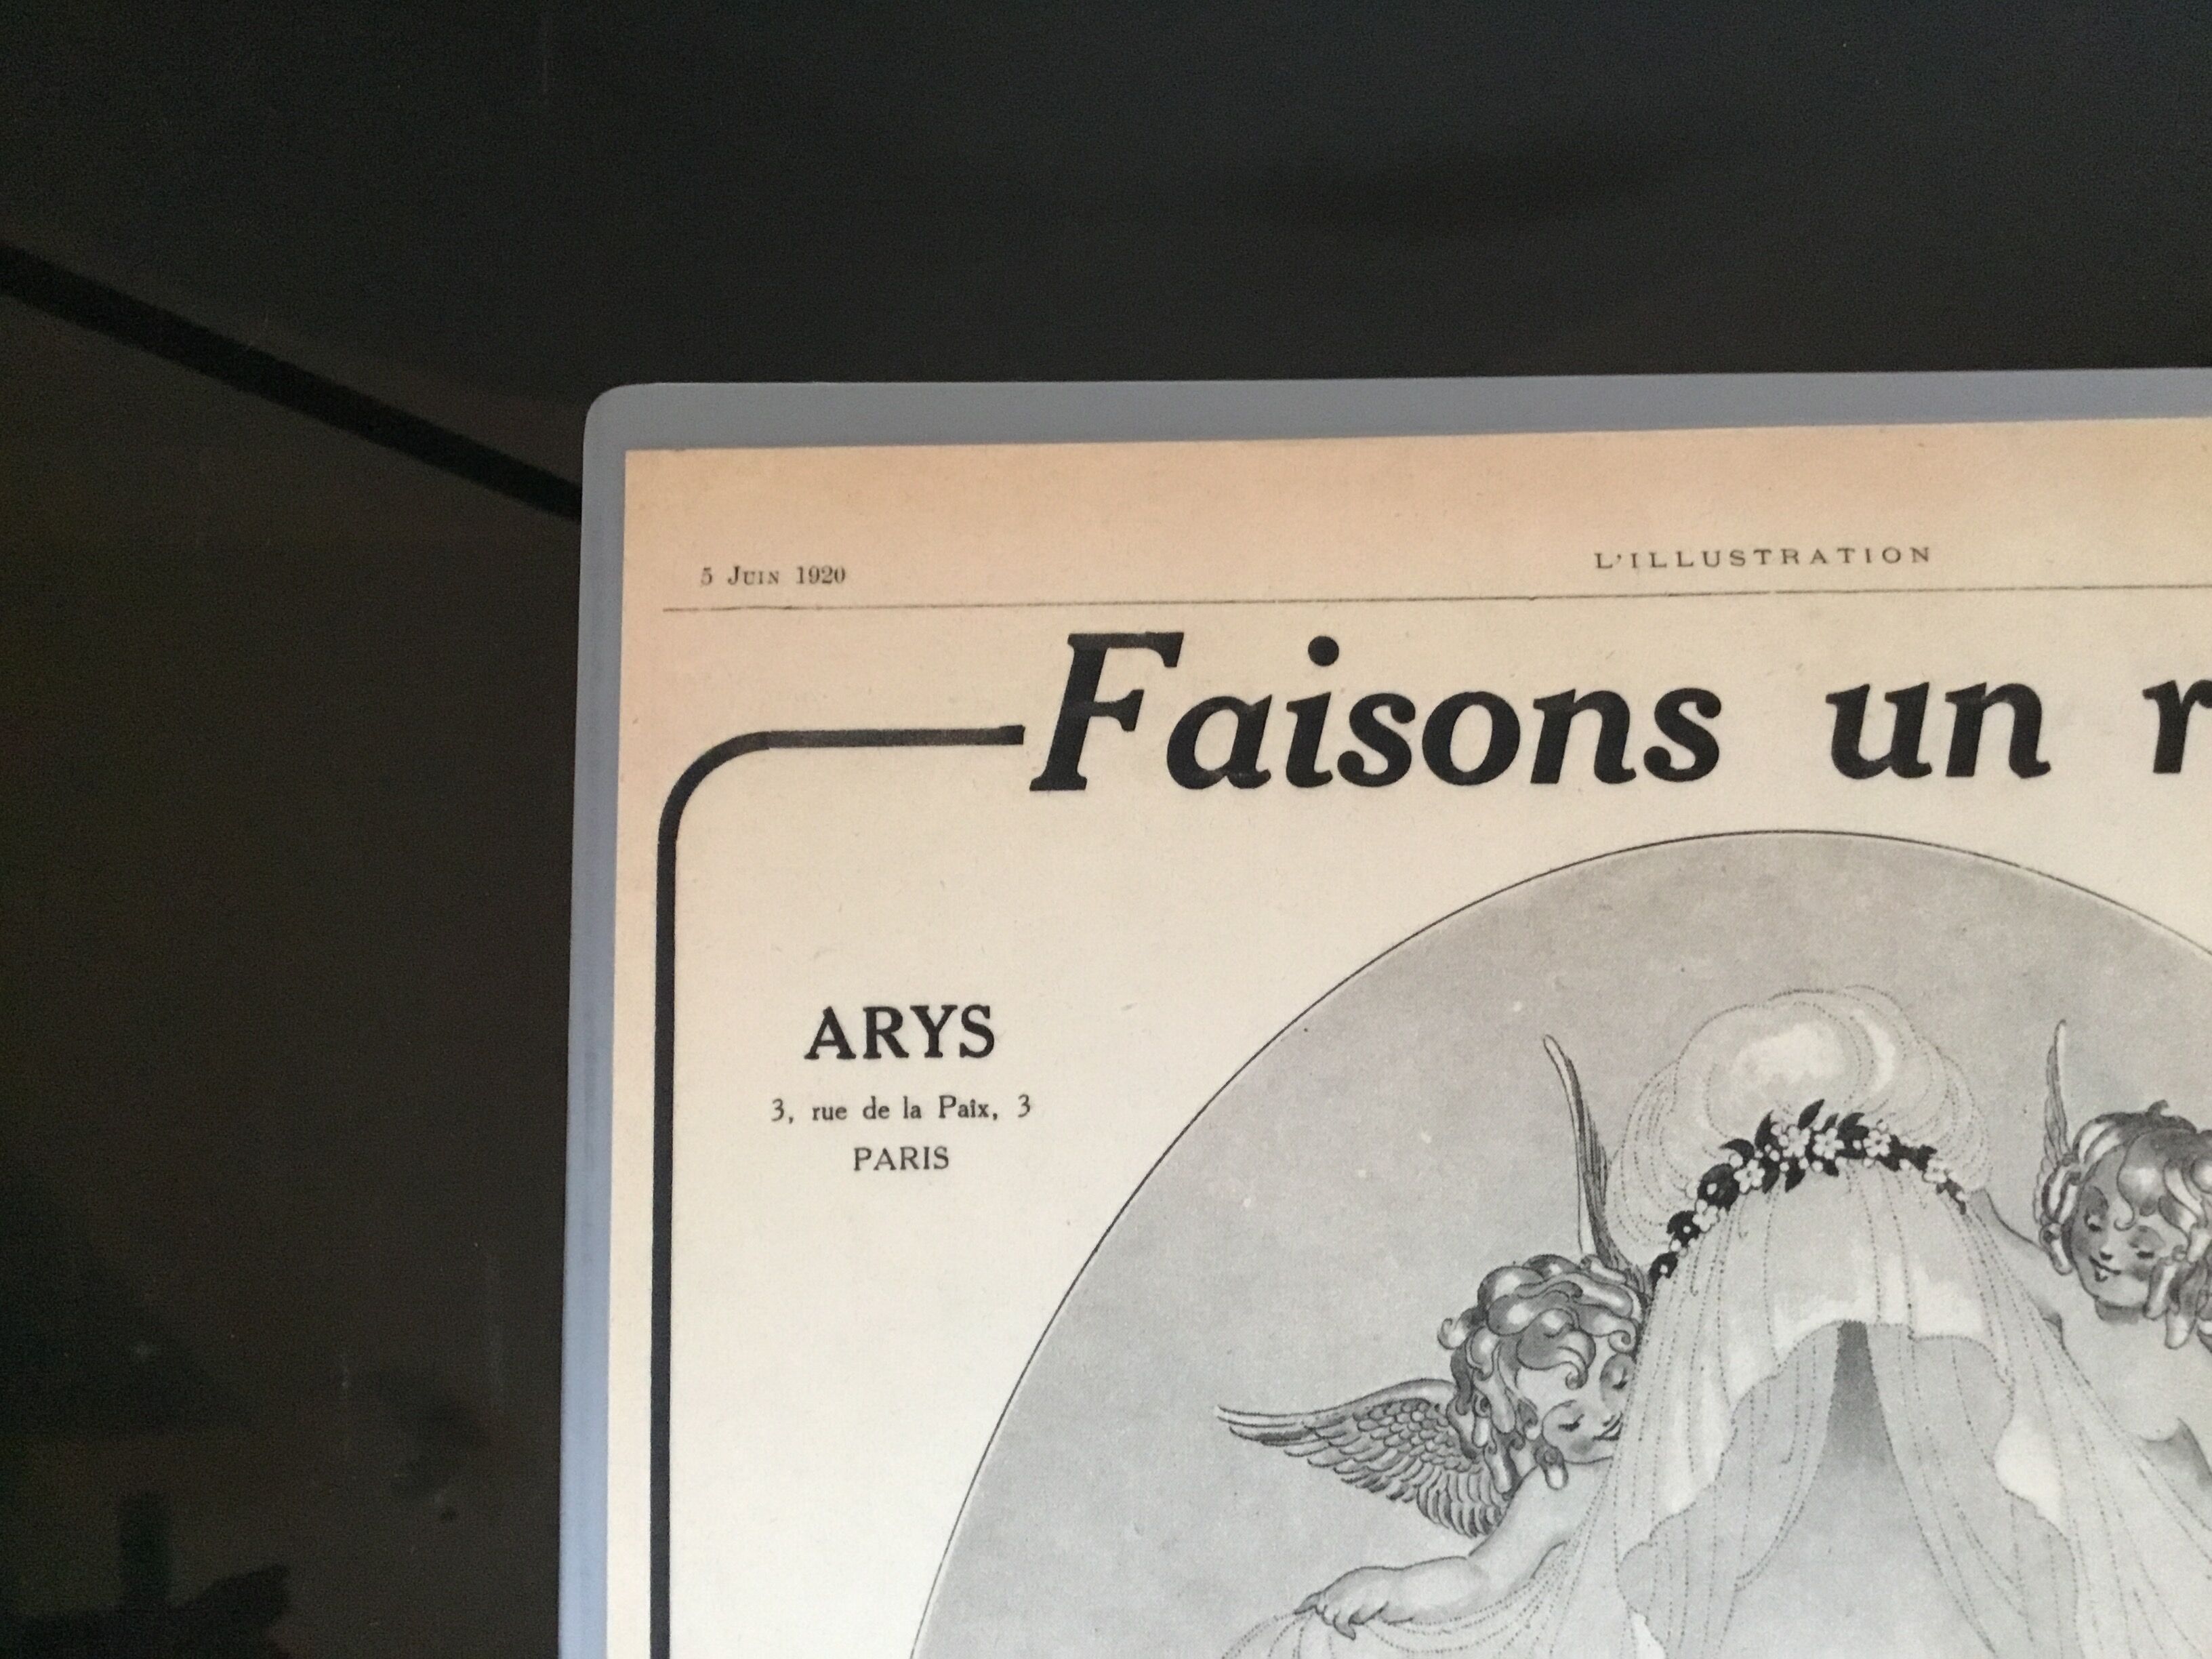 5 Juin 1920
L'ILLUSTRATION
Faisons un r
ARYS
3, rue de la Paix, 3
PARIS